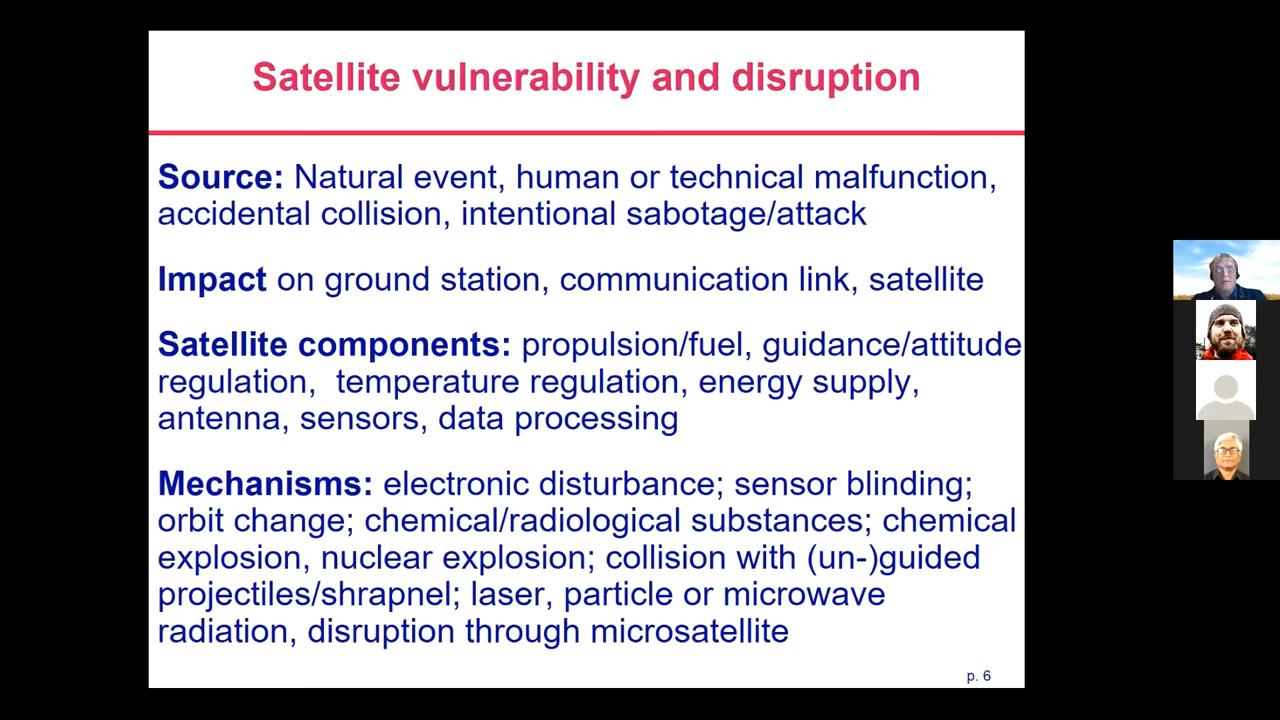 Satellite vulnerability and disruption
Source: Natural event, human or technical malfunction,
accidental collision, intentional sabotage/attack
Impact on ground station, communication link, satellite
Satellite components: propulsion/fuel, guidance/attitude
regulation, temperature regulation, energy supply,
antenna, sensors, data processing
Mechanisms: electronic disturbance; sensor blinding;
orbit change; chemical/radiological substances; chemical
explosion, nuclear explosion; collision with (un-)guided
projectiles/shrapnel; laser, particle or microwave
radiation, disruption through microsatellite
p. 6